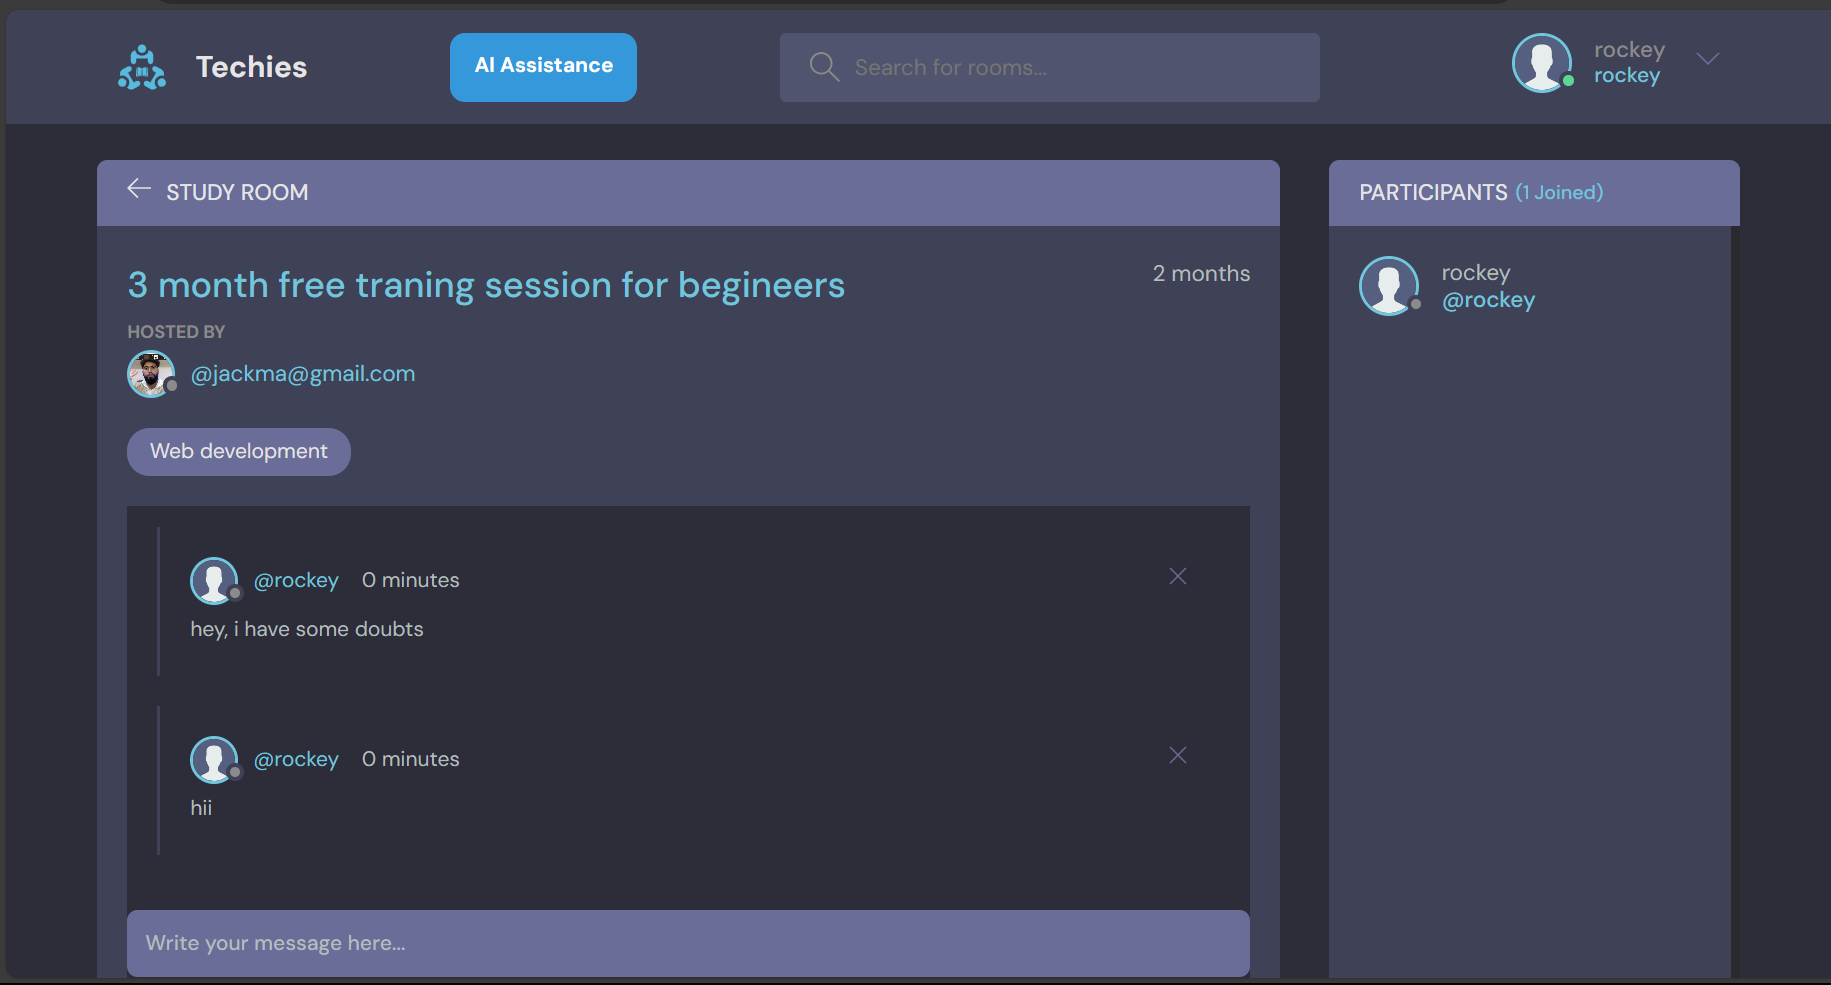 Techies
AI Assistance
Search for rooms...
rockey
rockey
STUDY ROOM
3 month free traning session for begineers
2 months
HOSTED BY
@jackma@gmail.com
Web development
@rockey 0 minutes
hey, i have some doubts
@rockey 0 minutes
hii
Write your message here...
PARTICIPANTS (1 Joined)
rockey
@rockey